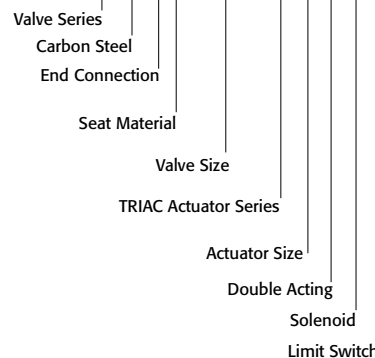 Valve Series
Carbon Steel
End Connection
Seat Material
Valve Size
TRIAC Actuator Series
Actuator Size
Double Acting
Solenoid
Limit Switch